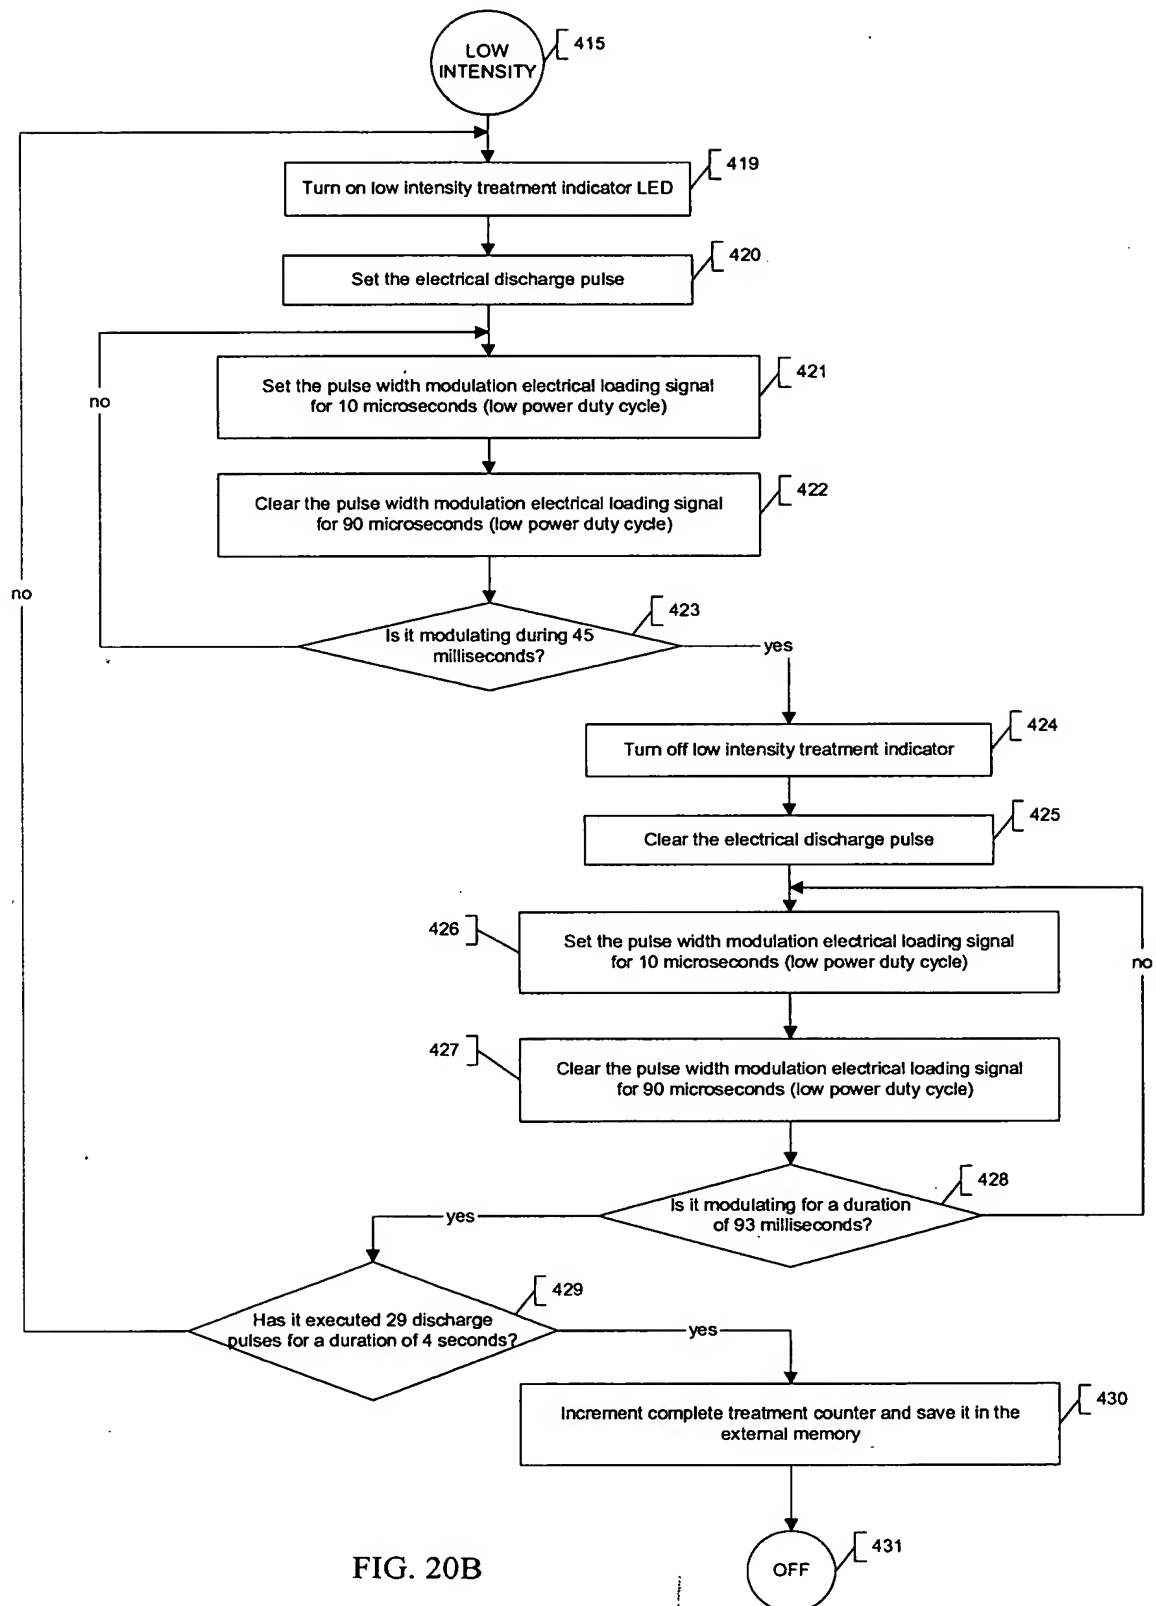 LOW
INTENSITY
415
419
Turn on low intensity treatment indicator LED
420
Set the electrical discharge pulse
421
Set the pulse width modulation electrical loading signal
for 10 microseconds (low power duty cycle)
no
422
Clear the pulse width modulation electrical loading signal
for 90 microseconds (low power duty cycle)
no
423
Is it modulating during 45
milliseconds?
yes
424
Turn off low intensity treatment indicator
425
Clear the electrical discharge pulse
426
Set the pulse width modulation electrical loading signal
for 10 microseconds (low power duty cycle)
no
427
Clear the pulse width modulation electrical loading signal
for 90 microseconds (low power duty cycle)
428
Is it modulating for a duration
of 93 milliseconds?
yes
429
Has it executed 29 discharge
pulses for a duration of 4 seconds?
yes
430
Increment complete treatment counter and save it in the
external memory
431
OFF
FIG. 20B